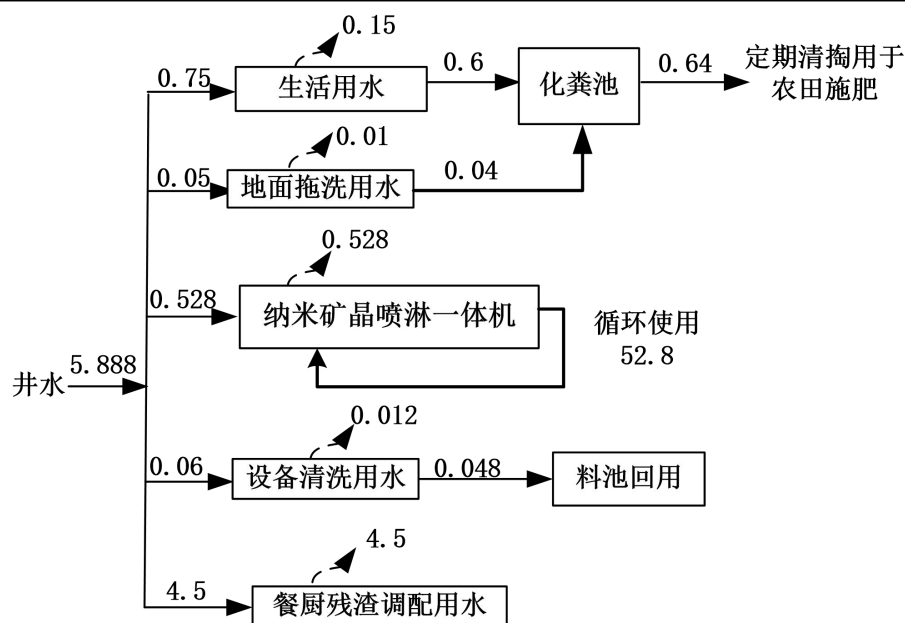 0.15
0.75
生活用水
0.6
化粪池
0.64
定期清掏用于
农田施肥
0.01
0.05
地面拖洗用水
0.04
0.528
0.528
纳米矿晶喷淋一体机
循环使用
52.8
井水
5.888
0.012
0.06
设备清洗用水
0.048
料池回用
4.5
4.5
餐厨残渣调配用水